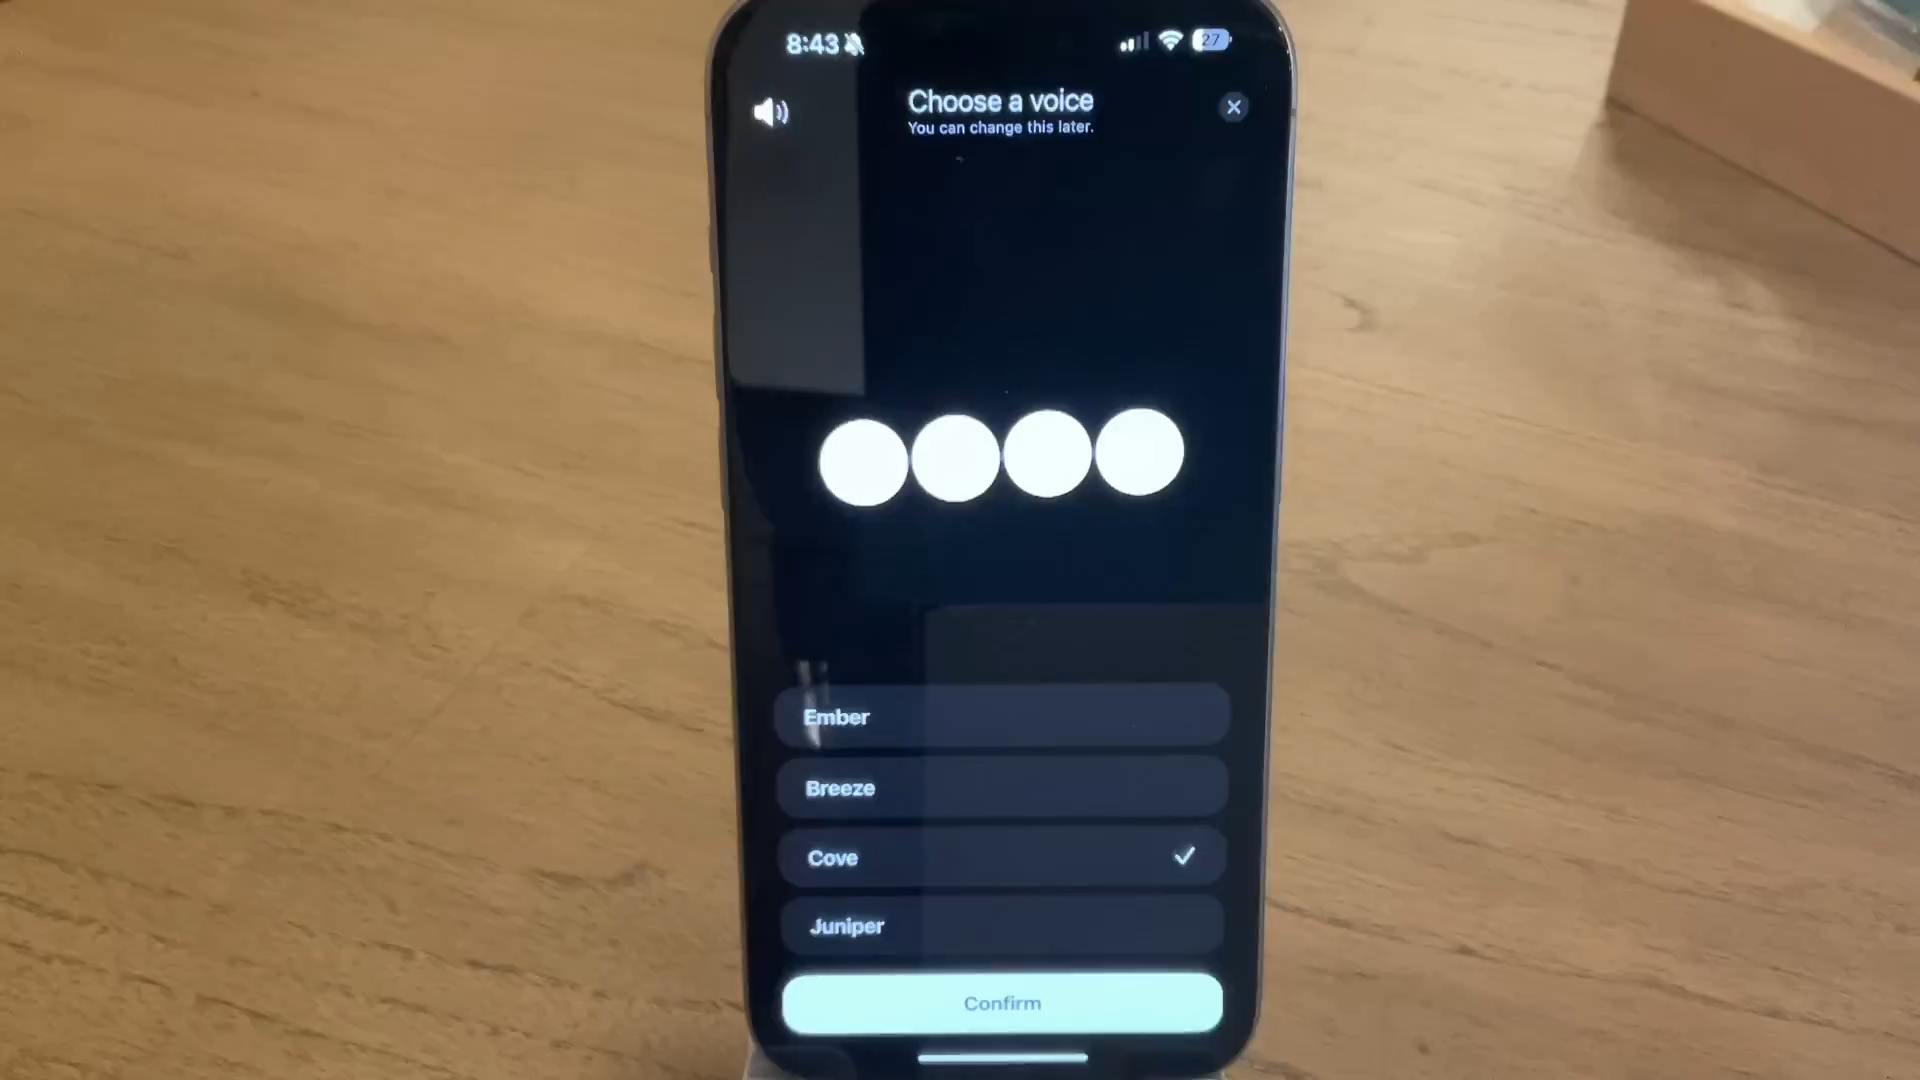 8:43
27
Choose a voice
You can change this later.
Ember
Breeze
Cove
Juniper
Confirm